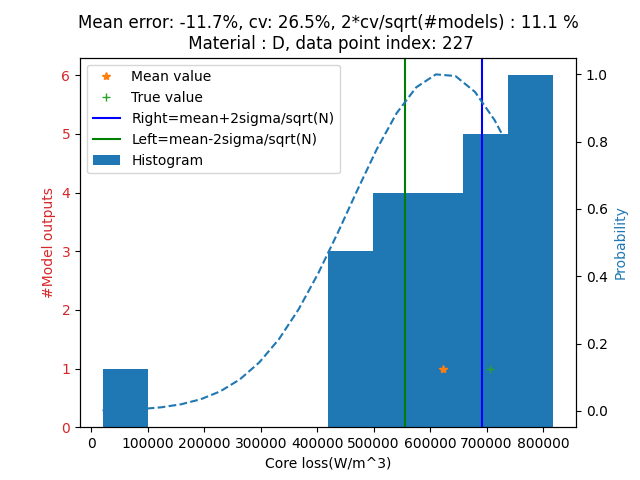 Mean error: -11.7%, cv: 26.5%, 2*cv/sqrt(#models) : 11.1 %
Material : D, data point index: 227
Mean value
True value
Right=mean+2sigma/sqrt(N)
Left=mean-2sigma/sqrt(N)
Histogram
#Model outputs
6
5
4
3
2
1
0
Probability
1.0
0.8
0.6
0.4
0.2
0.0
0 100000 200000 300000 400000 500000 600000 700000 800000
Core loss(W/m^3)